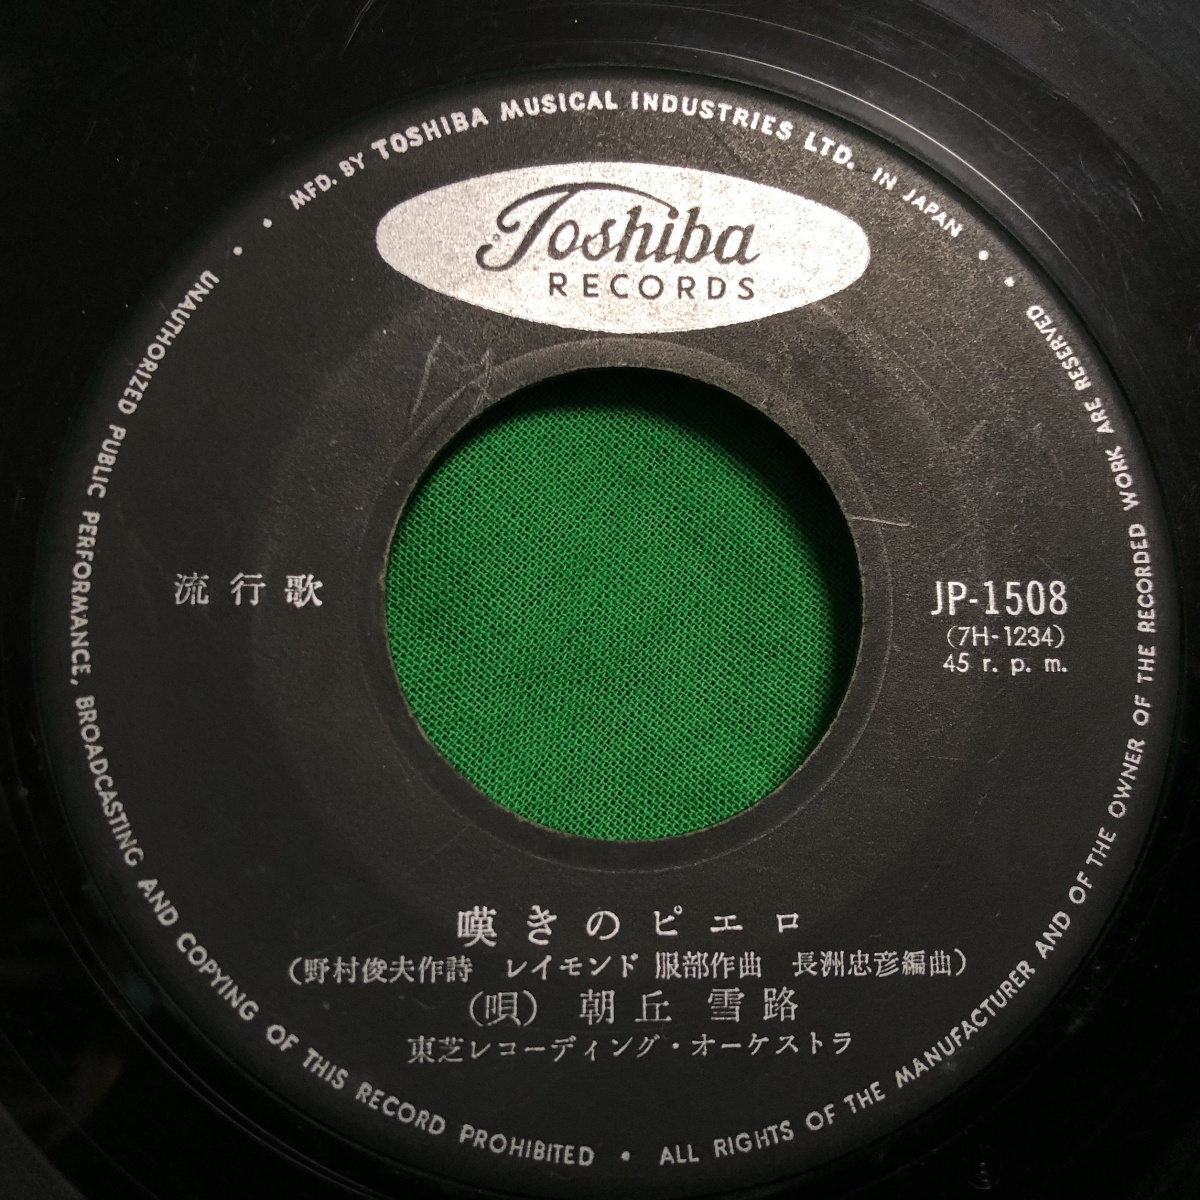 MFD. BY TOSHIBA MUSICAL INDUSTRIES LTD. IN JAPAN
Toshiba
RECORDS
流行歌
JP-1508
(7H-1234)
45 r. p. m.
嘆きのピエロ
(野村俊夫作詩 レイモンド 服部作曲 長洲忠彦編曲)
(唄) 朝丘 雪路
東芝レコーディング・オーケストラ
UNAUTHORIZED PUBLIC PERFORMANCE, BROADCASTING AND COPYING OF THIS RECORD PROHIBITED • ALL RIGHTS OF THE MANUFACTURER AND OF THE OWNER OF THE RECORDED WORK ARE RESERVED